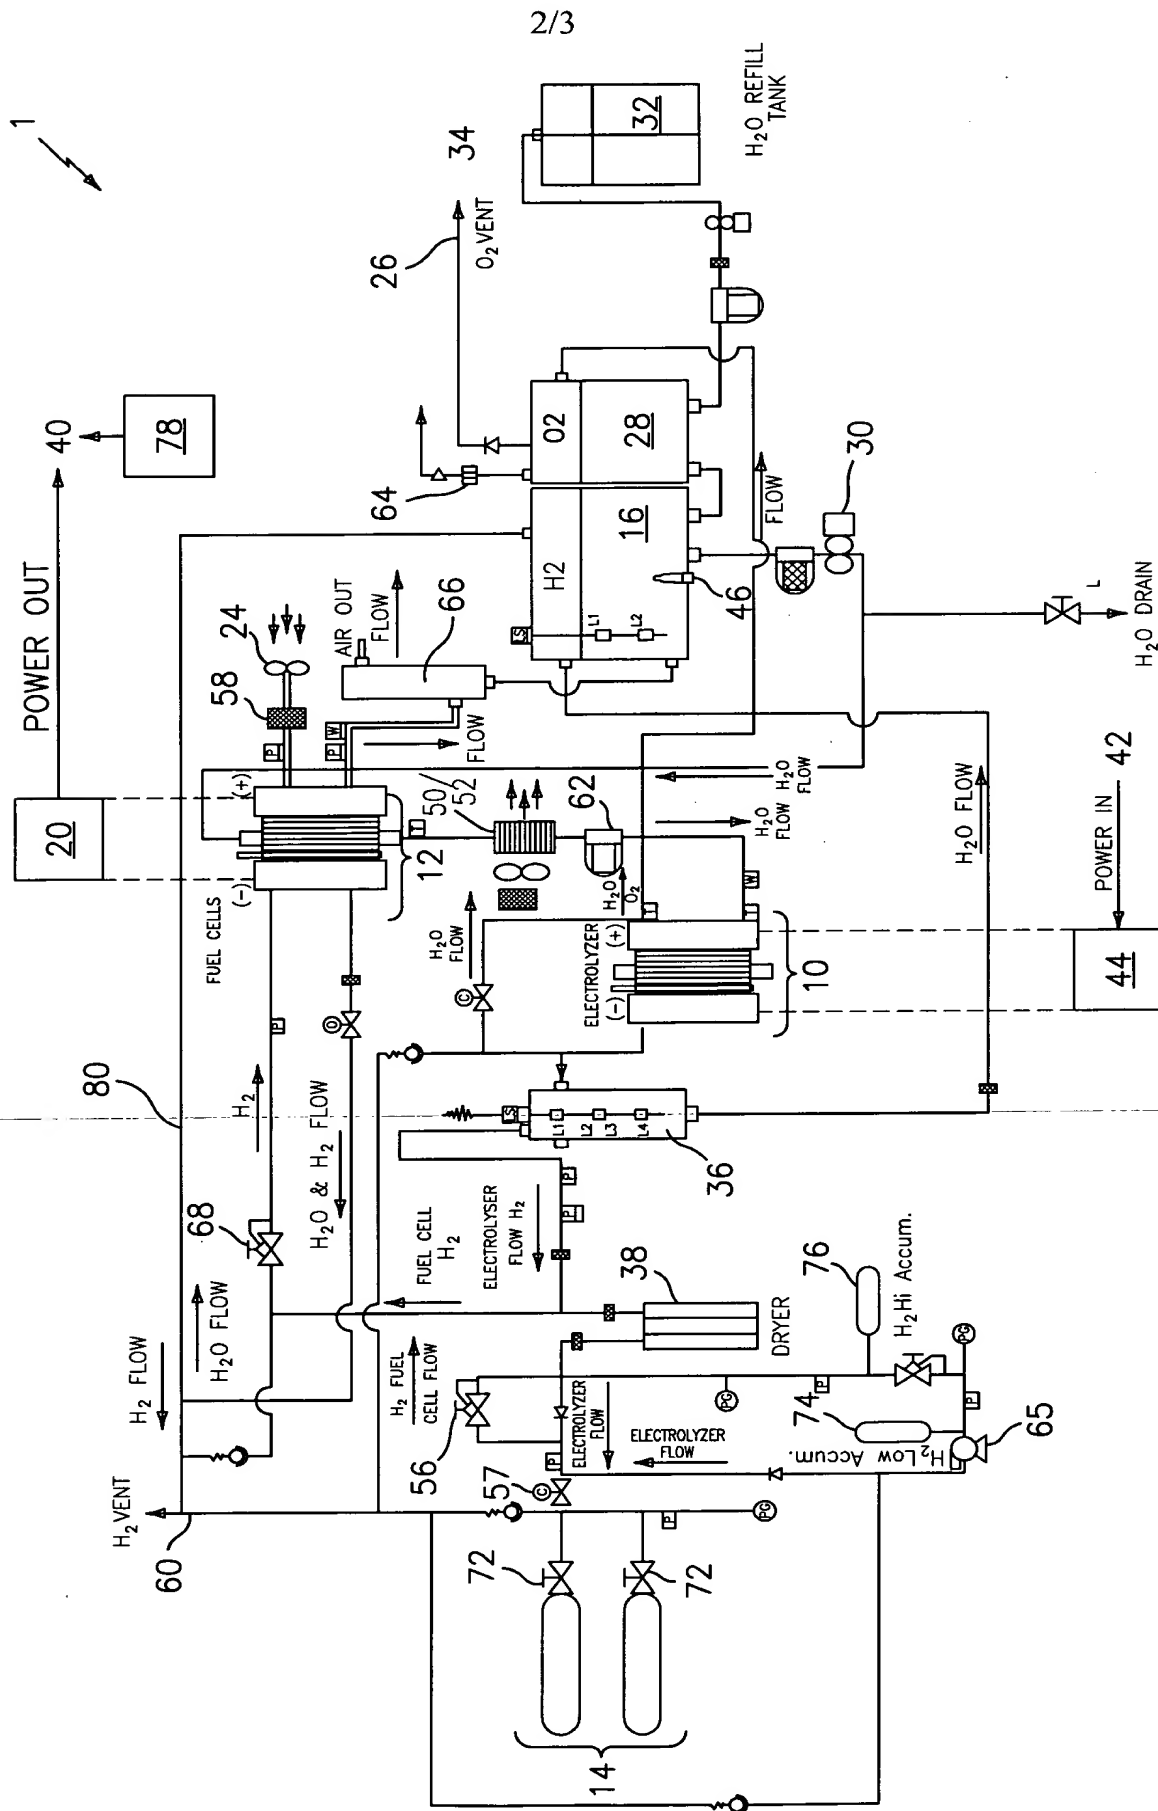 2/3
1
POWER OUT
20
40
78
(-)
(+)
FUEL CELLS
12
58
24
P
P
W
AIR OUT
FLOW
FLOW
66
64
26
O₂ VENT
34
32
H₂O REFILL
TANK
O2
28
H2
16
LS
L1
L2
46
30
FLOW
L
H₂O DRAIN
80
H₂ FLOW
H₂O FLOW
H₂ VENT
60
68
H₂
P
H₂O & H₂ FLOW
O
T
50/
52
62
H₂O
FLOW
C
H₂O
O₂
H₂O
FLOW
H₂O
FLOW
T
T
W
ELECTROLYZER
(-)
(+)
10
H₂O FLOW
POWER IN
42
44
LS
L1
L2
L3
L4
36
P
P
FUEL CELL
H₂
ELECTROLYSER
FLOW H₂
38
DRYER
H₂ FUEL
CELL FLOW
56
57
C
P
ELECTROLYZER
FLOW
ELECTROLYZER
FLOW
PG
P
76
H₂Hi Accum.
PG
P
74
H₂Low Accum.
65
72
72
P
PG
14